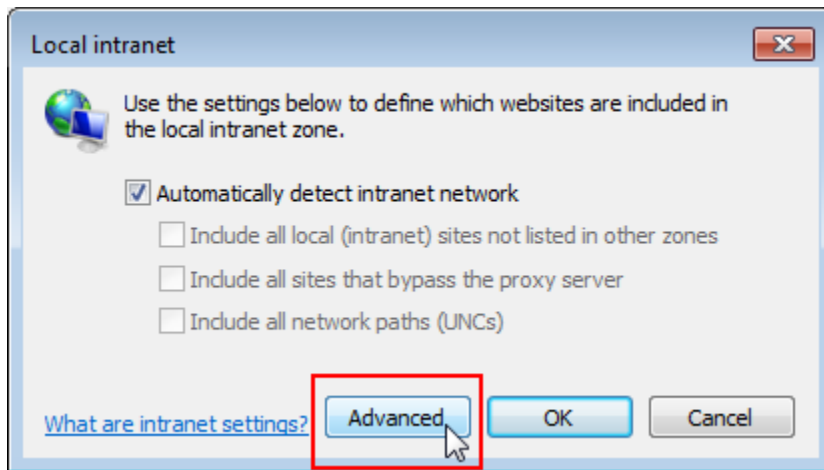 Local intranet
Use the settings below to define which websites are included in
the local intranet zone.
Automatically detect intranet network
Include all local (intranet) sites not listed in other zones
Include all sites that bypass the proxy server
Include all network paths (UNCs)
What are intranet settings? Advanced OK Cancel